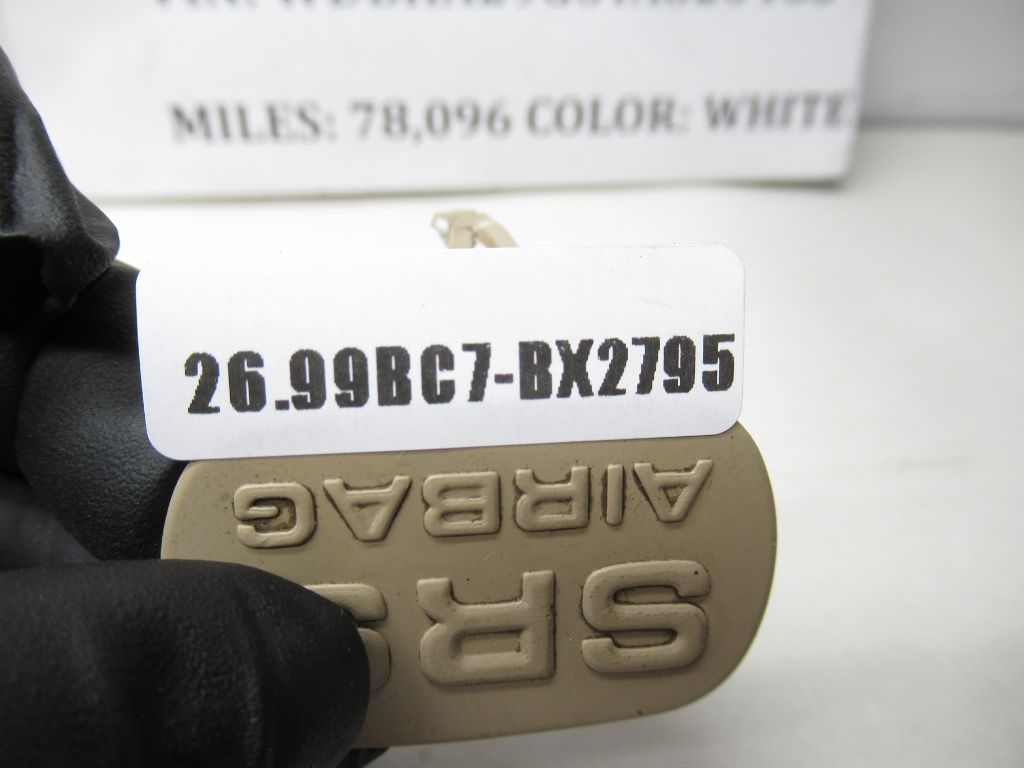 MILES: 78,096 COLOR: WHITE
26.99BC7-BX2795
SRS
AIRBAG